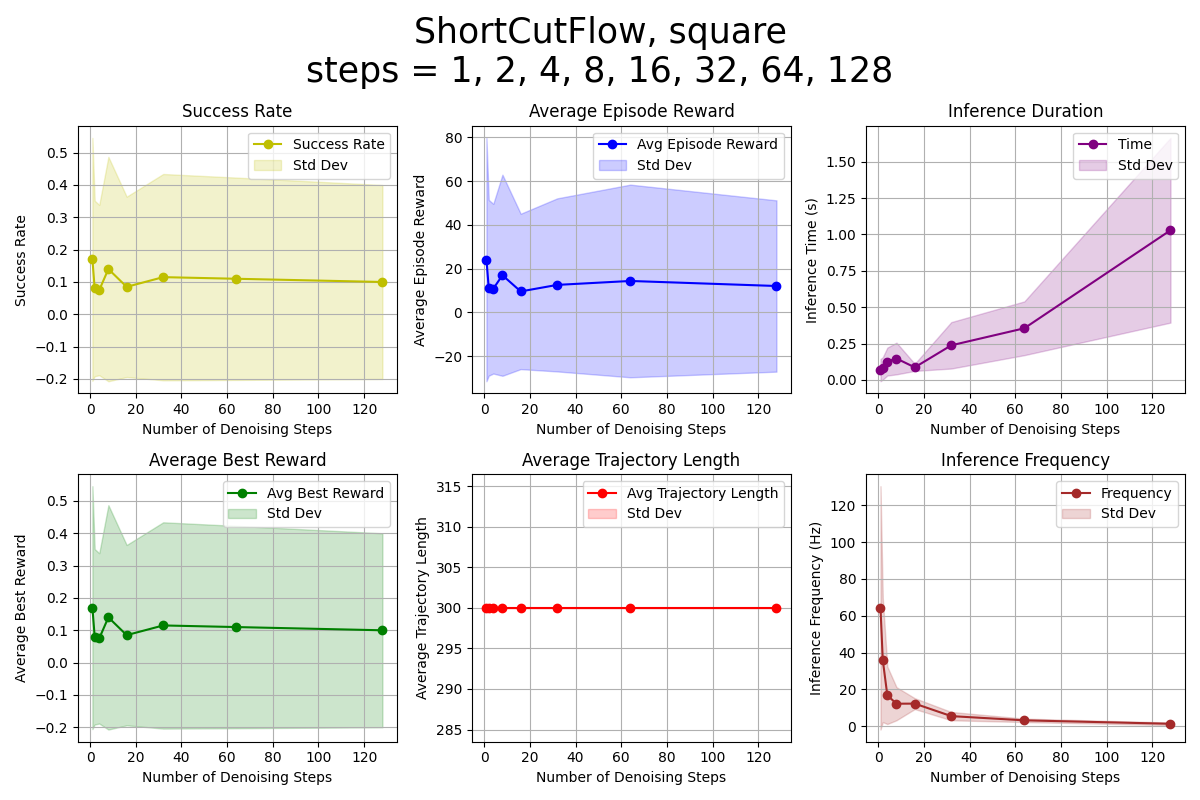 ShortCutFlow, square
steps = 1, 2, 4, 8, 16, 32, 64, 128
Success Rate
Success Rate
Std Dev
0.5
0.4
0.3
0.2
0.1
0.0
−0.1
−0.2
Success Rate
0 20 40 60 80 100 120
Number of Denoising Steps
Average Episode Reward
Avg Episode Reward
Std Dev
80
60
40
20
0
−20
Average Episode Reward
0 20 40 60 80 100 120
Number of Denoising Steps
Inference Duration
Time
Std Dev
1.50
1.25
1.00
0.75
0.50
0.25
0.00
Inference Time (s)
0 20 40 60 80 100 120
Number of Denoising Steps
Average Best Reward
Avg Best Reward
Std Dev
0.5
0.4
0.3
0.2
0.1
0.0
−0.1
−0.2
Average Best Reward
0 20 40 60 80 100 120
Number of Denoising Steps
Average Trajectory Length
Avg Trajectory Length
Std Dev
315
310
305
300
295
290
285
Average Trajectory Length
0 20 40 60 80 100 120
Number of Denoising Steps
Inference Frequency
Frequency
Std Dev
120
100
80
60
40
20
0
Inference Frequency (Hz)
0 20 40 60 80 100 120
Number of Denoising Steps